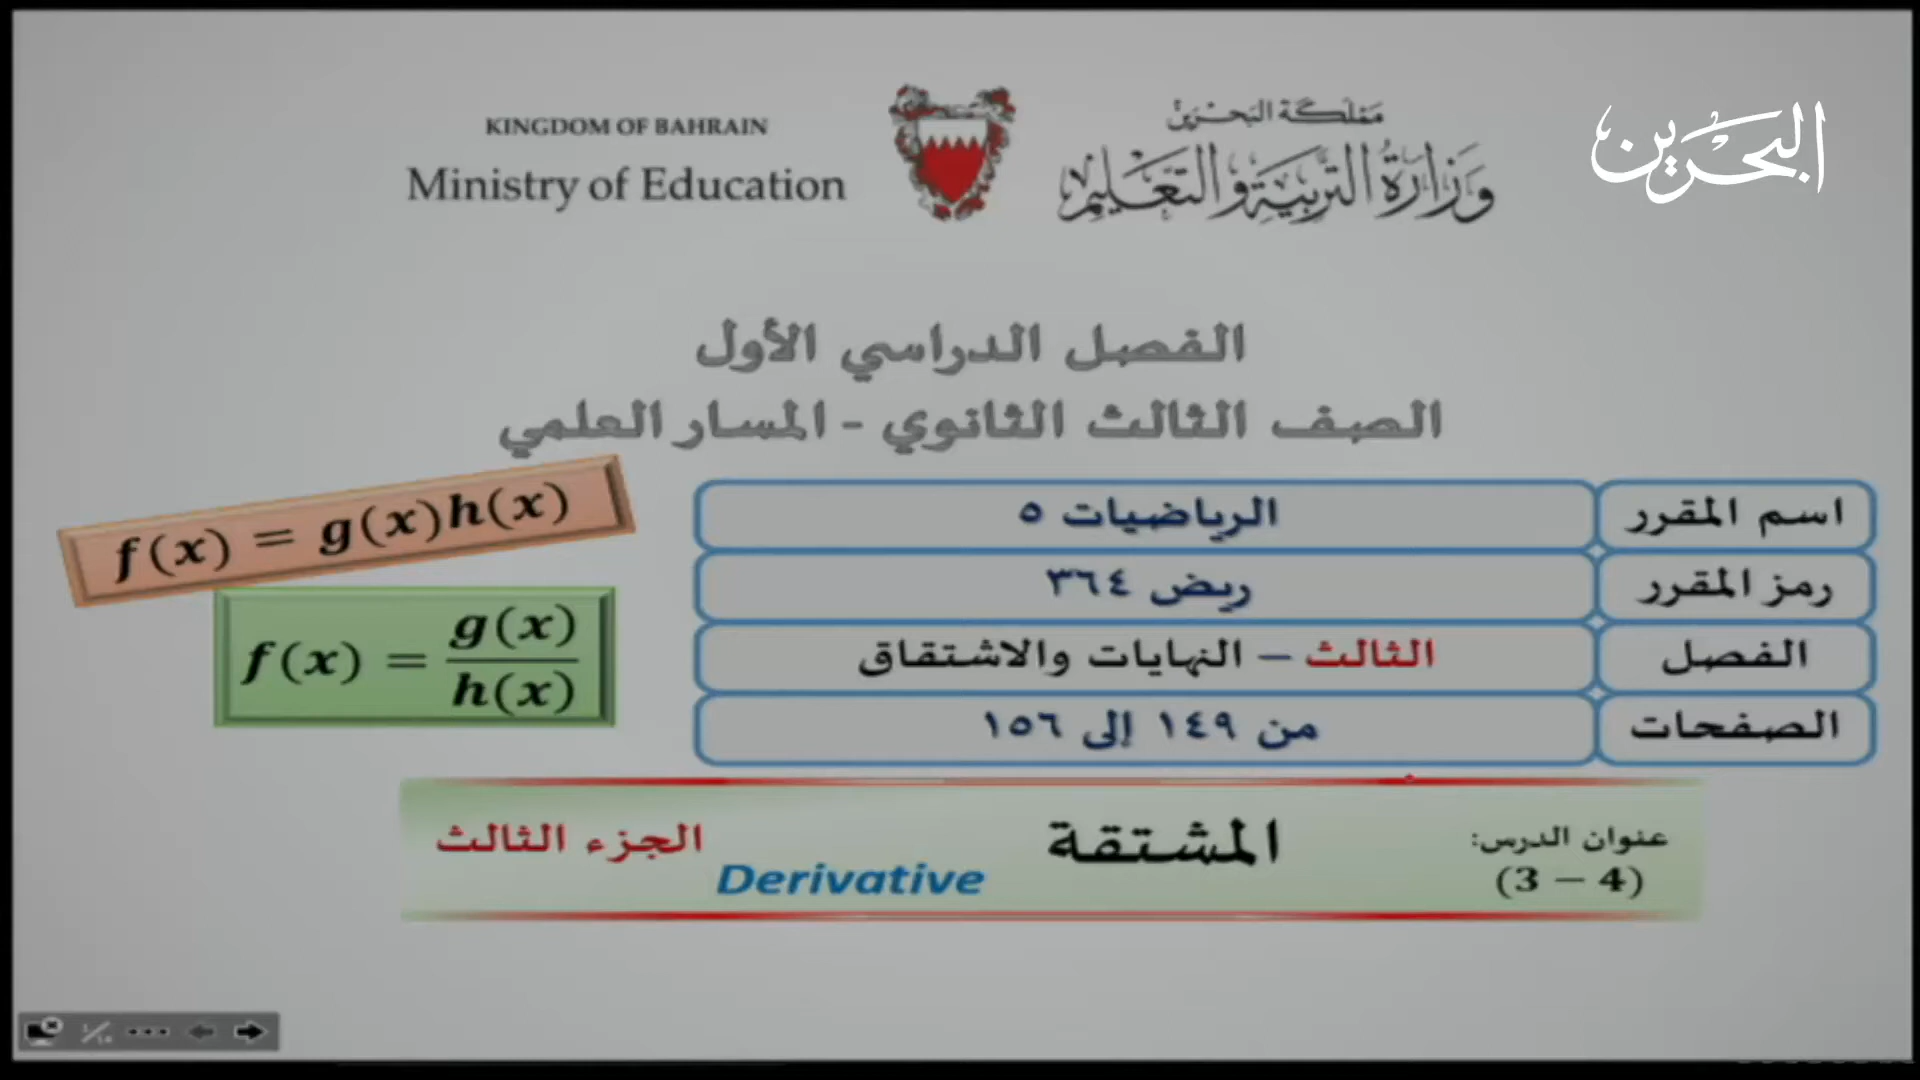 KINGDOM OF BAHRAIN
Ministry of Education
مملكة البحرين
وزارة التربية والتعليم
البحرين
الفصل الدراسي الأول
الصف الثالث الثانوي - المسار العلمي
f(x) = g(x)h(x)
f(x) = g(x)/h(x)
اسم المقرر الرياضيات ٥
رمز المقرر ريض ٣٦٤
الفصل الثالث – النهايات والاشتقاق
الصفحات من ١٤٩ إلى ١٥٦
عنوان الدرس:
(3 – 4)
المشتقة
Derivative
الجزء الثالث